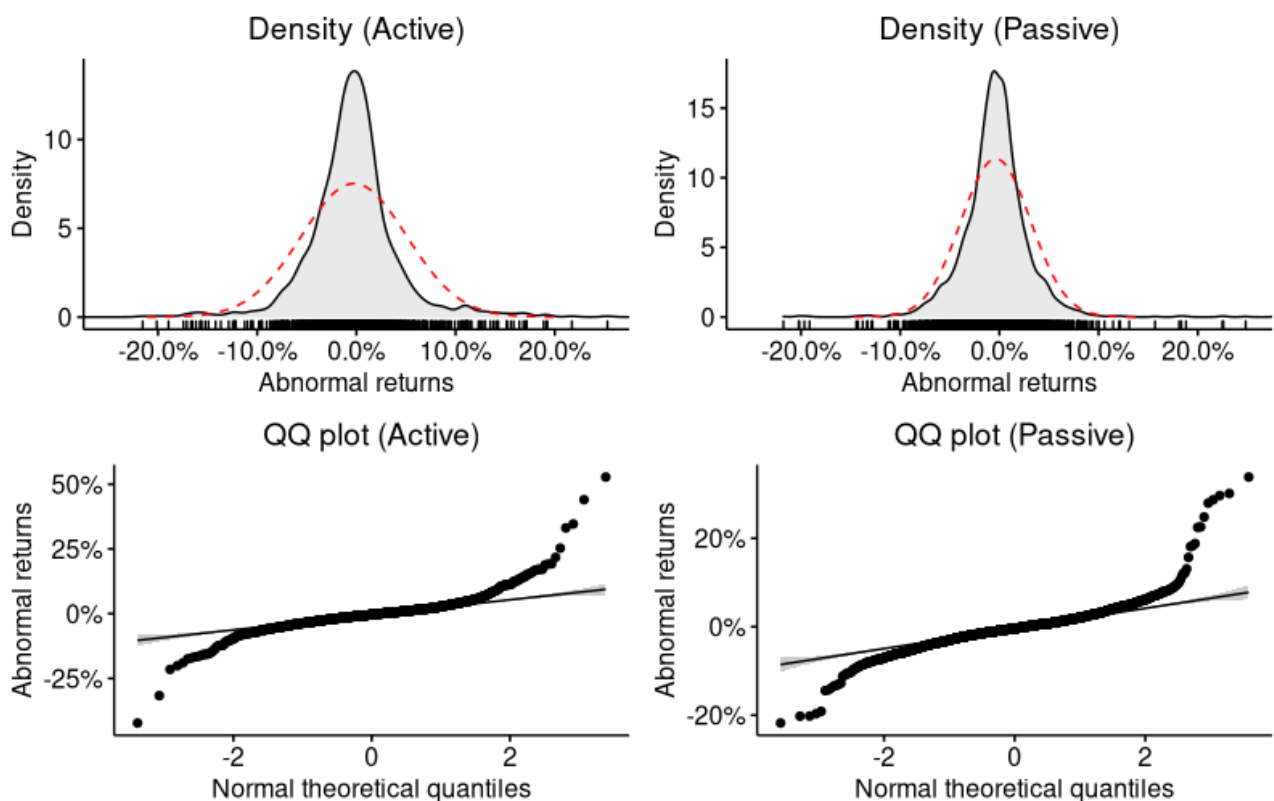 Density (Active)
Density
10
5
0
-20.0% -10.0% 0.0% 10.0% 20.0%
Abnormal returns
Density (Passive)
Density
15
10
5
0
-20.0% -10.0% 0.0% 10.0% 20.0%
Abnormal returns
QQ plot (Active)
Abnormal returns
50%
25%
0%
-25%
-2 0 2
Normal theoretical quantiles
QQ plot (Passive)
Abnormal returns
20%
0%
-20%
-2 0 2
Normal theoretical quantiles